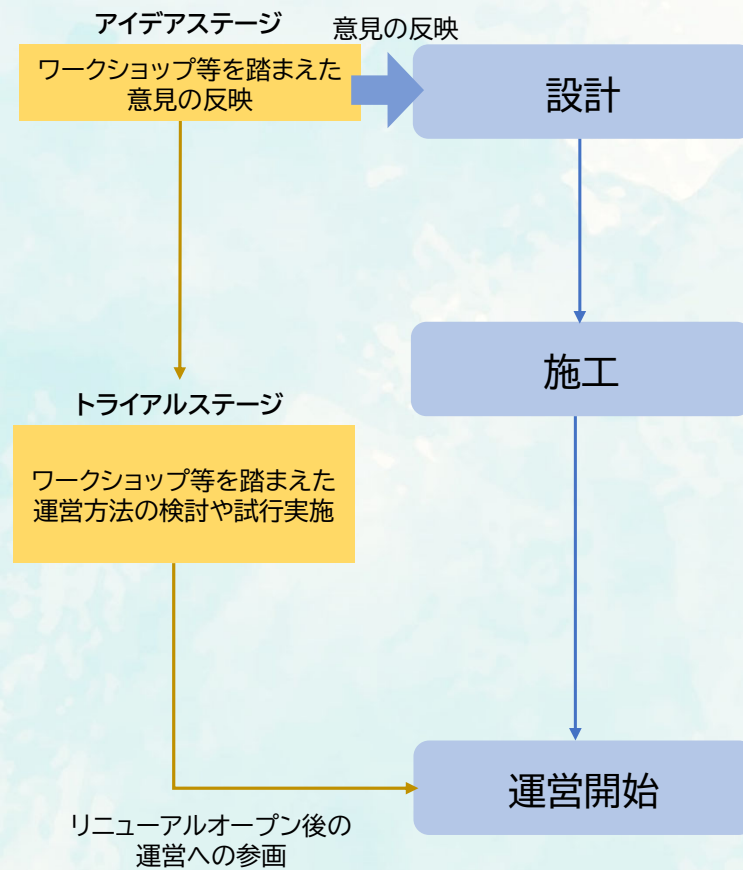 アイデアステージ
意見の反映
ワークショップ等を踏まえた
意見の反映
設計
施工
トライアルステージ
ワークショップ等を踏まえた
運営方法の検討や試行実施
運営開始
リニューアルオープン後の
運営への参画